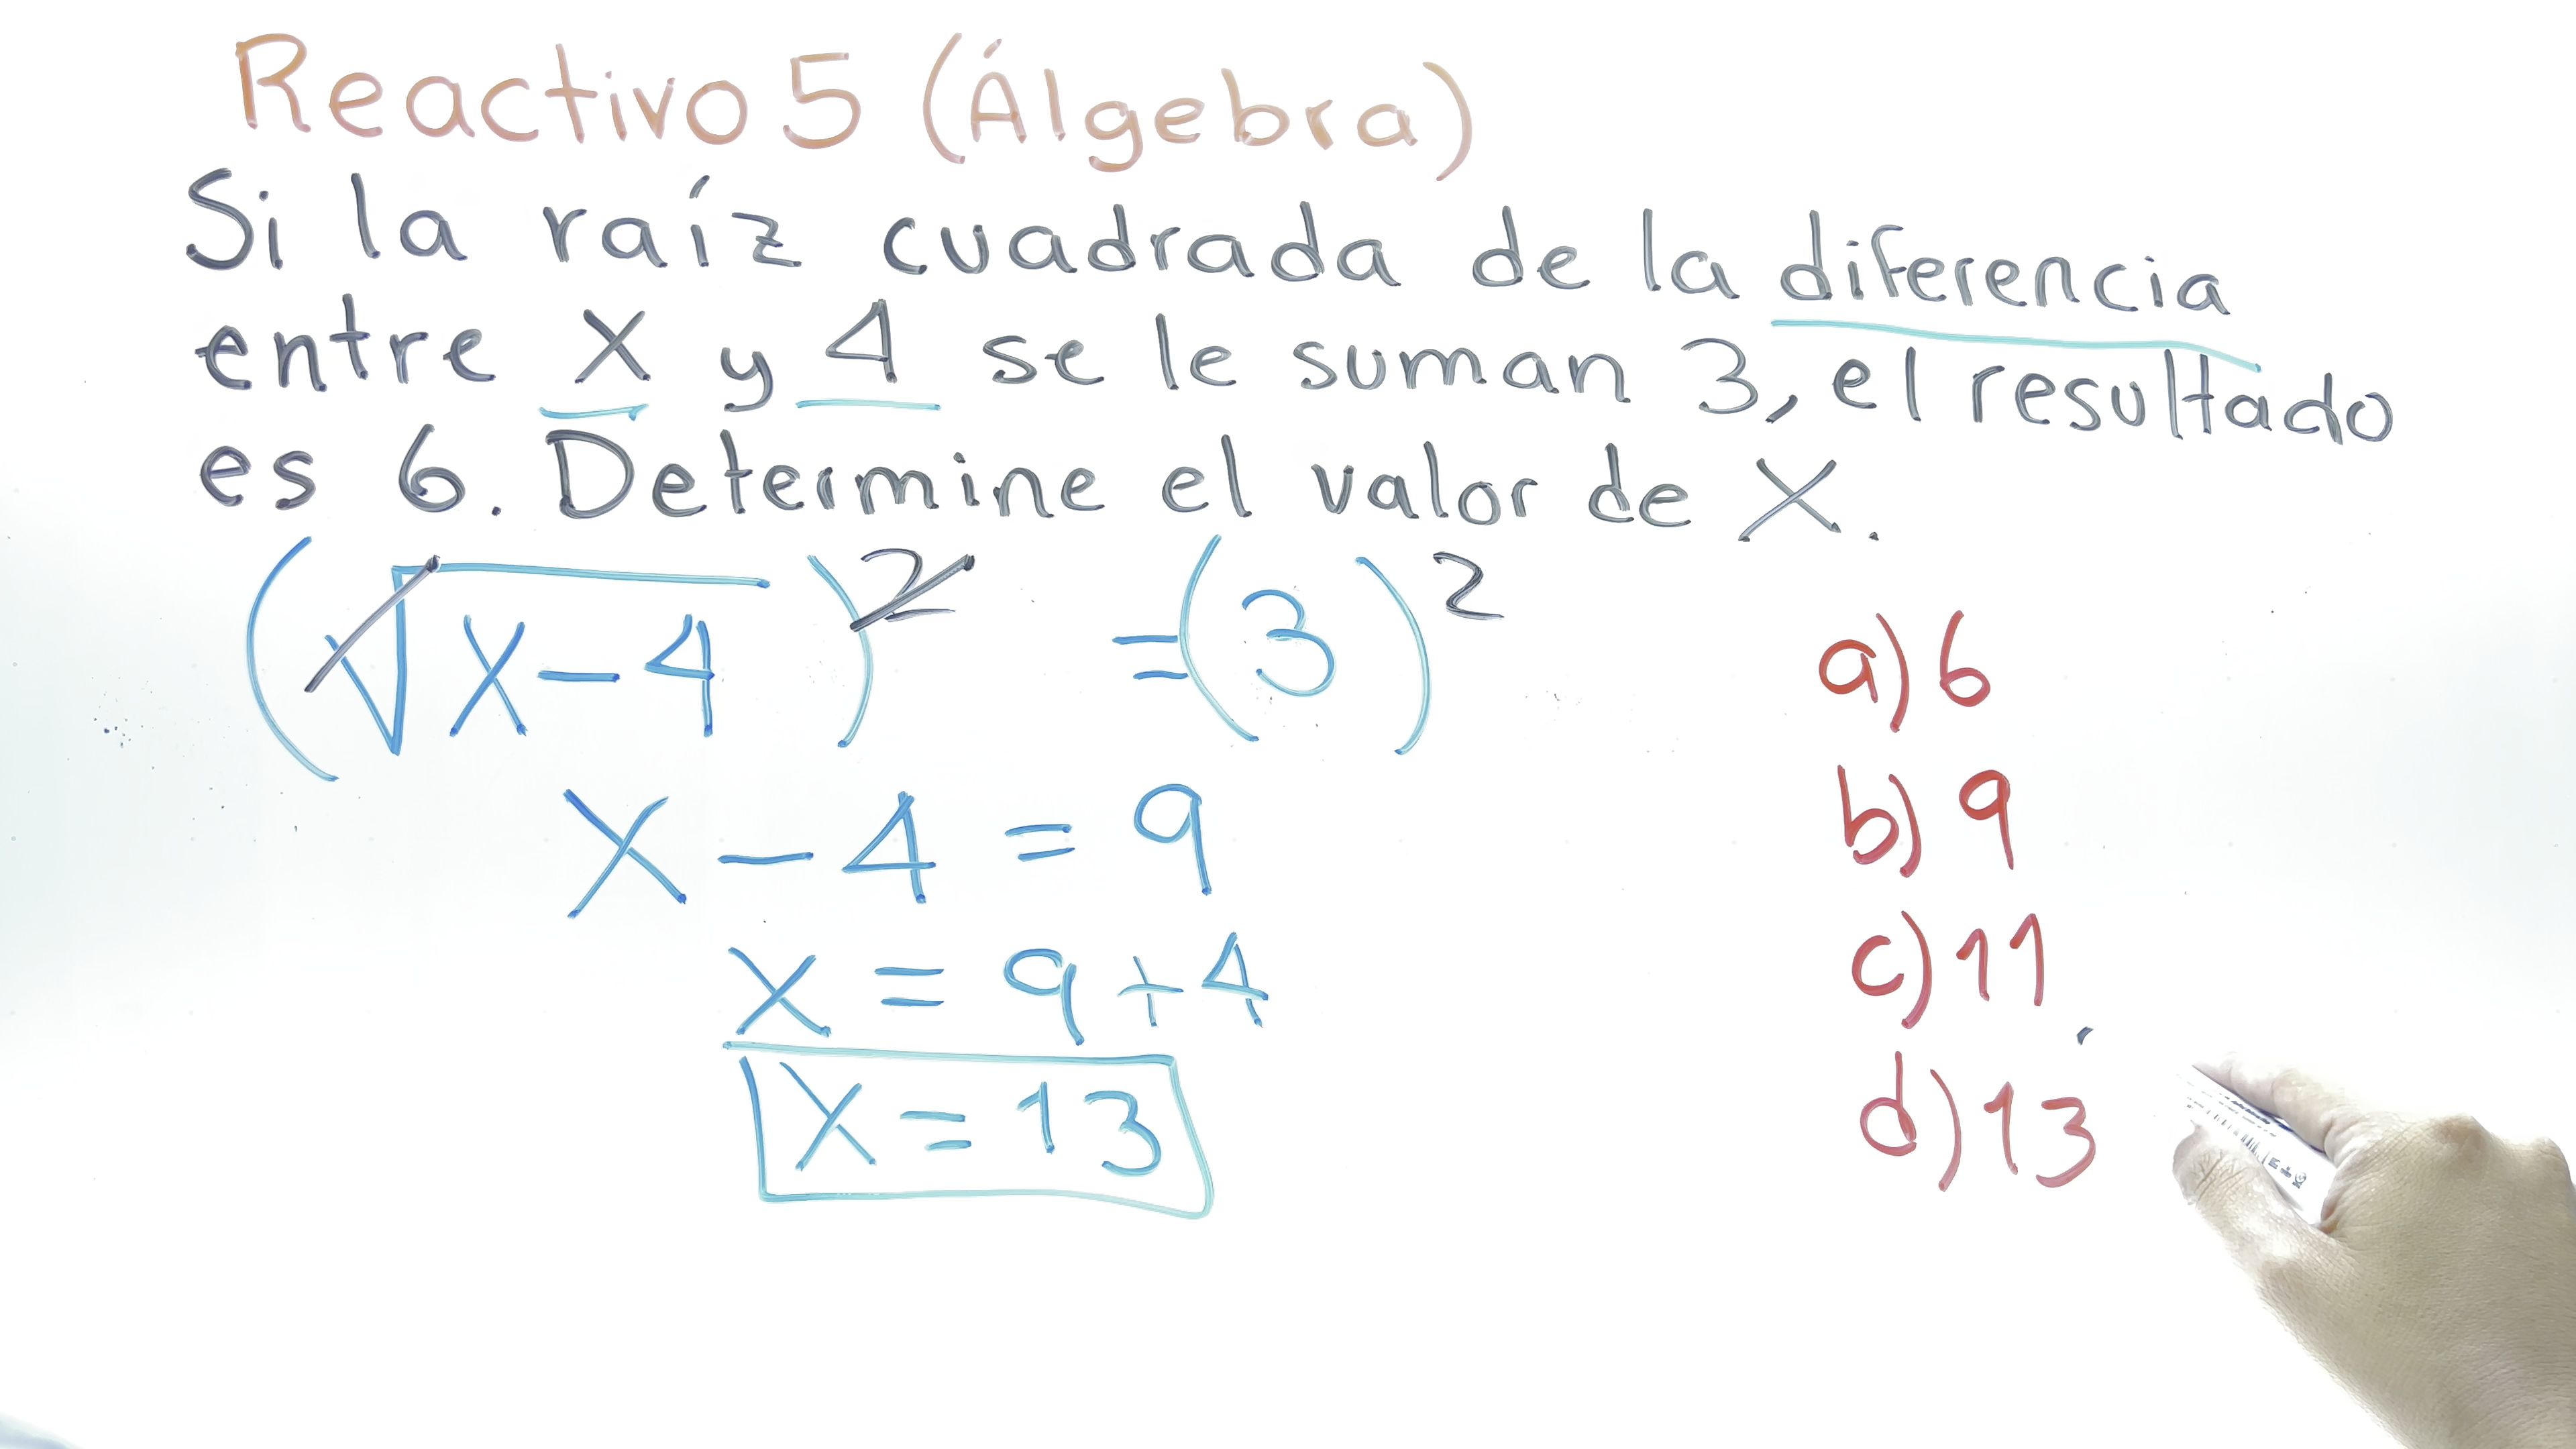 Reactivo 5 (Álgebra)
Si la raíz cuadrada de la diferencia
entre X y 4 se le suman 3, el resultado
es 6. Determine el valor de X.
(√x-4)² =(3)²
X - 4 = 9
X = 9+4
X = 13
a) 6
b) 9
c) 11
d) 13